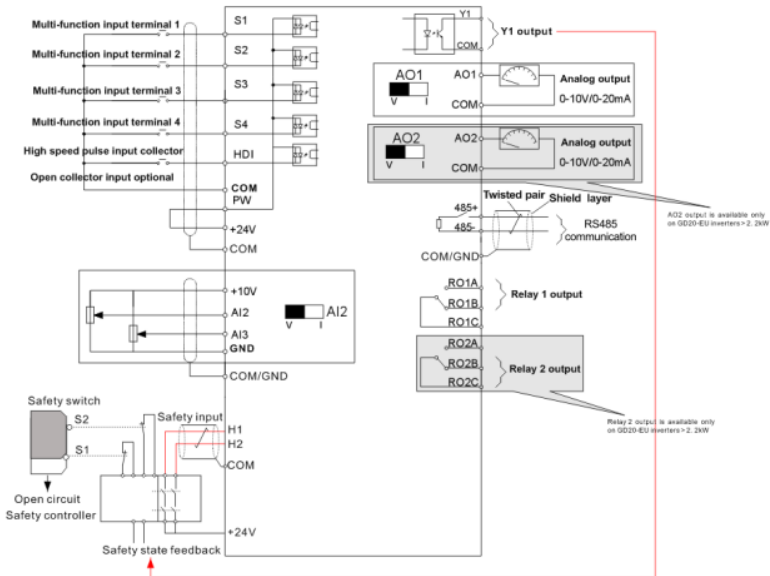 Multi-function input terminal 1
S1
Multi-function input terminal 2
S2
Multi-function input terminal 3
S3
Multi-function input terminal 4
S4
High speed pulse input collector
HDI
Open collector input optional
COM
PW
+24V
COM
+10V
AI2
AI3
GND
V I
AI2
COM/GND
Safety switch
S2
S1
Open circuit
Safety controller
Safety input
H1
H2
COM
+24V
Safety state feedback
Y1
COM
Y1 output
AO1
V I
AO1
COM
Analog output
0-10V/0-20mA
AO2
V I
AO2
COM
Analog output
0-10V/0-20mA
AO2 output is available only
on GD20-EU inverters > 2. 2kW
Twisted pair
Shield layer
485+
485-
RS485
communication
COM/GND
RO1A
RO1B
RO1C
Relay 1 output
RO2A
RO2B
RO2C
Relay 2 output
Relay 2 output is available only
on GD20-EU inverters > 2. 2kW